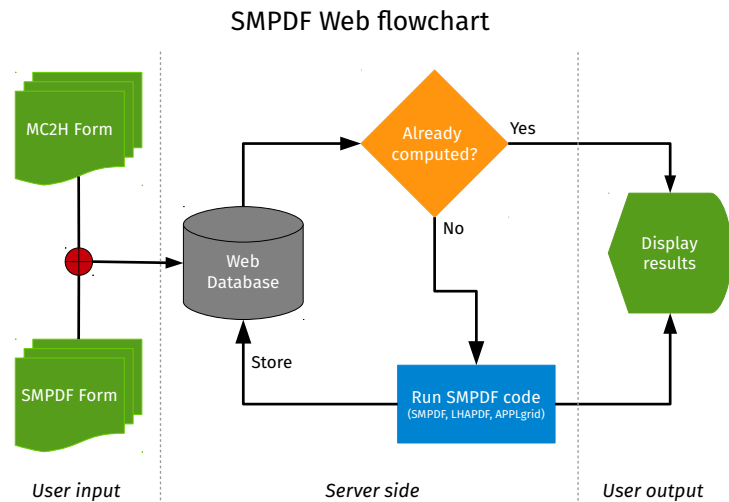 SMPDF Web flowchart
MC2H Form
Already
computed?
Yes
No
Web
Database
Display
results
Store
SMPDF Form
Run SMPDF code
(SMPDF, LHAPDF, APPLgrid)
User input
Server side
User output